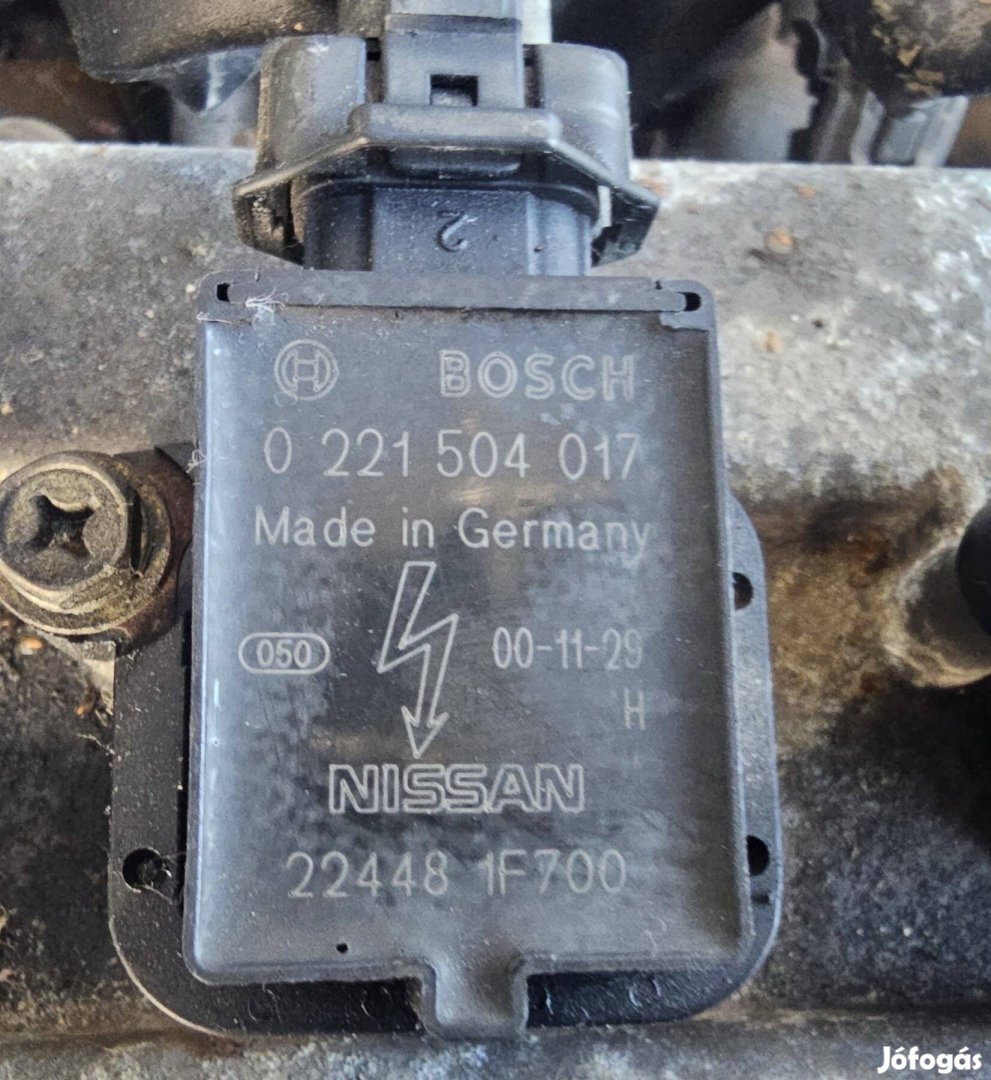 2
BOSCH
0 221 504 017
Made in Germany
050 00-11-29
H
NISSAN
22448 1F700
Jófogás